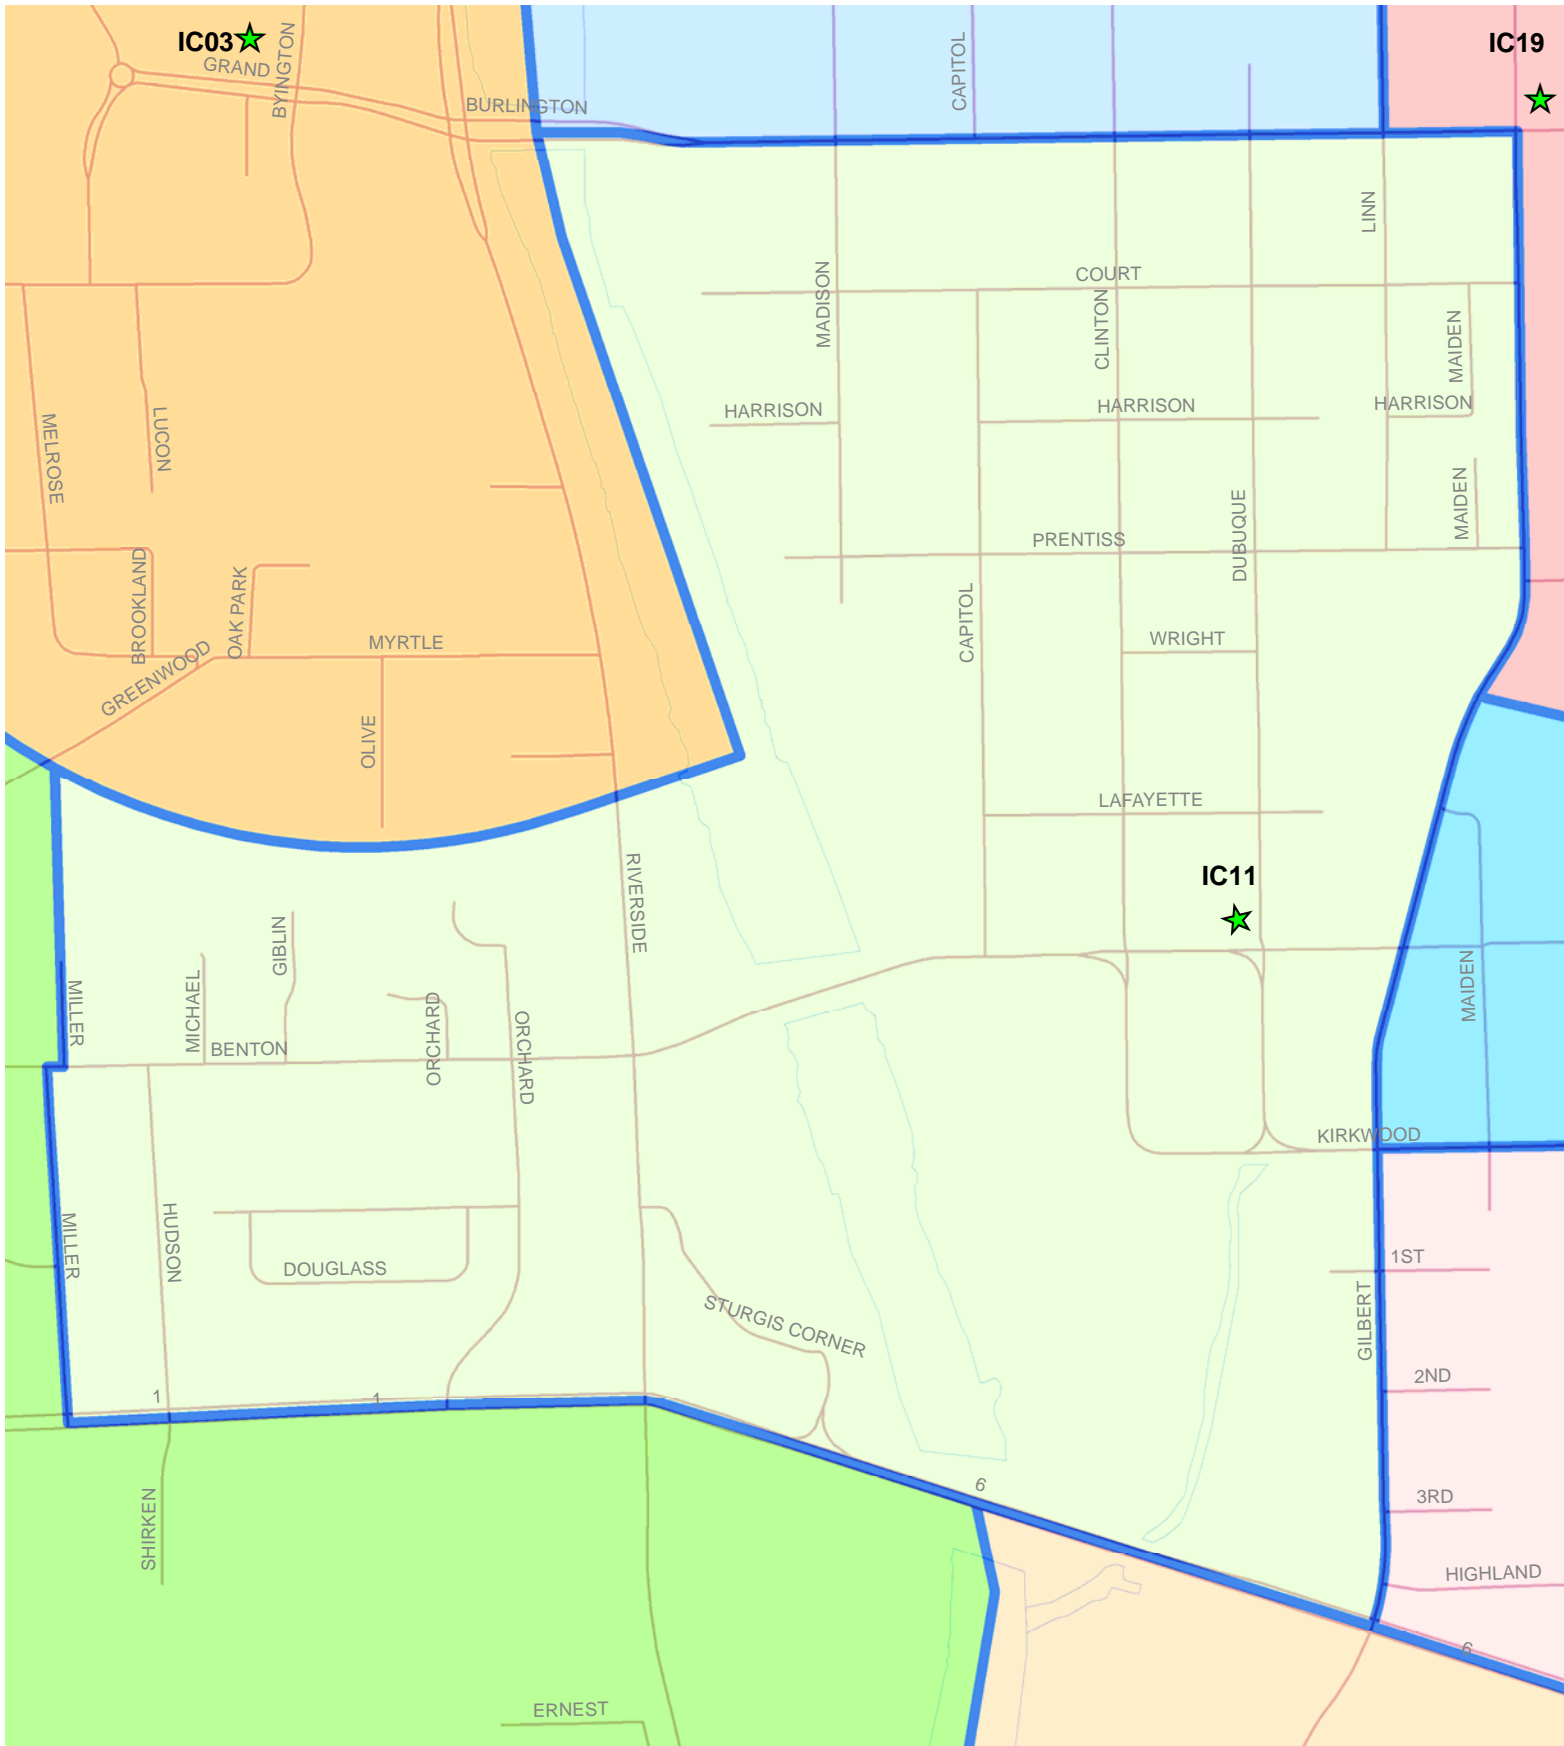 IC03
GRAND
BYINGTON
BURLINGTON
CAPITOL
IC19
LINN
MADISON
COURT
CLINTON
MAIDEN
HARRISON
HARRISON
HARRISON
MELROSE
LUCON
MAIDEN
DUBUQUE
PRENTISS
BROOKLAND
OAK PARK
MYRTLE
CAPITOL
WRIGHT
GREENWOOD
OLIVE
LAFAYETTE
IC11
RIVERSIDE
GIBLIN
MICHAEL
MILLER
ORCHARD
ORCHARD
MAIDEN
BENTON
KIRKWOOD
MILLER
HUDSON
DOUGLASS
STURGIS CORNER
1ST
GILBERT
2ND
1
1
6
3RD
SHIRKEN
HIGHLAND
6
ERNEST